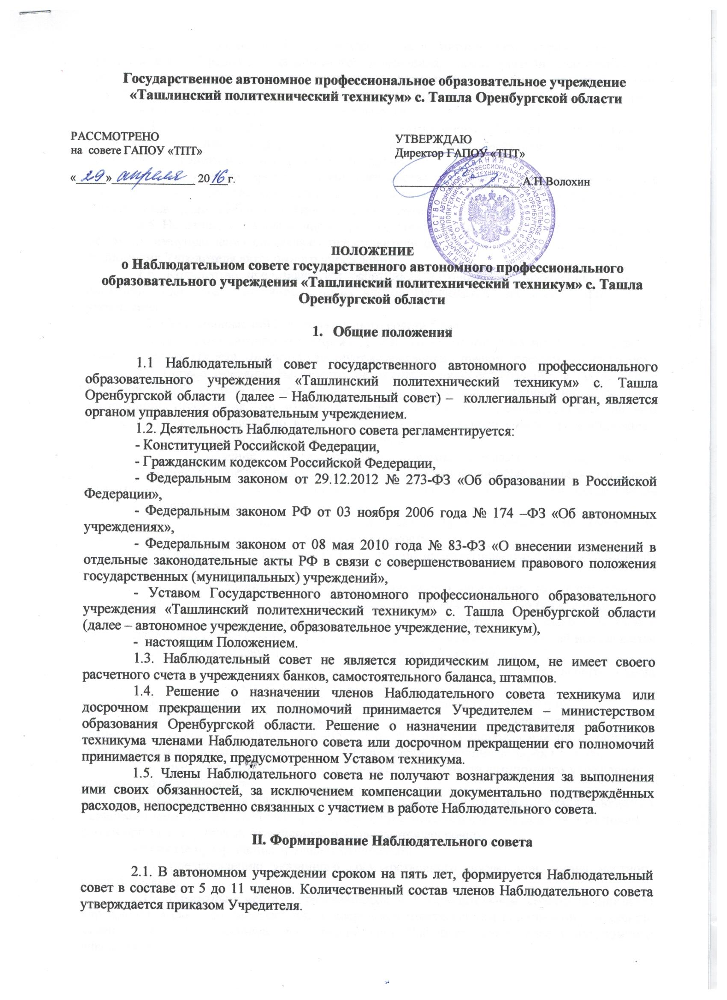 Государственное автономное профессиональное образовательное учреждение
«Ташлинский политехнический техникум» с. Ташла Оренбургской области
РАССМОТРЕНО
на совете ГАПОУ «ТПТ»
«29» апреля 2016 г.
УТВЕРЖДАЮ
Директор ГАПОУ «ТПТ»
А.Н.Волохин
ПОЛОЖЕНИЕ
о Наблюдательном совете государственного автономного профессионального
образовательного учреждения «Ташлинский политехнический техникум» с. Ташла
Оренбургской области
1. Общие положения
1.1 Наблюдательный совет государственного автономного профессионального
образовательного учреждения «Ташлинский политехнический техникум» с. Ташла
Оренбургской области (далее – Наблюдательный совет) – коллегиальный орган, является
органом управления образовательным учреждением.
1.2. Деятельность Наблюдательного совета регламентируется:
- Конституцией Российской Федерации,
- Гражданским кодексом Российской Федерации,
- Федеральным законом от 29.12.2012 № 273-ФЗ «Об образовании в Российской
Федерации»,
- Федеральным законом РФ от 03 ноября 2006 года № 174 –ФЗ «Об автономных
учреждениях»,
- Федеральным законом от 08 мая 2010 года № 83-ФЗ «О внесении изменений в
отдельные законодательные акты РФ в связи с совершенствованием правового положения
государственных (муниципальных) учреждений»,
- Уставом Государственного автономного профессионального образовательного
учреждения «Ташлинский политехнический техникум» с. Ташла Оренбургской области
(далее – автономное учреждение, образовательное учреждение, техникум),
- настоящим Положением.
1.3. Наблюдательный совет не является юридическим лицом, не имеет своего
расчетного счета в учреждениях банков, самостоятельного баланса, штампов.
1.4. Решение о назначении членов Наблюдательного совета техникума или
досрочном прекращении их полномочий принимается Учредителем – министерством
образования Оренбургской области. Решение о назначении представителя работников
техникума членами Наблюдательного совета или досрочном прекращении его полномочий
принимается в порядке, предусмотренном Уставом техникума.
1.5. Члены Наблюдательного совета не получают вознаграждения за выполнения
ими своих обязанностей, за исключением компенсации документально подтверждённых
расходов, непосредственно связанных с участием в работе Наблюдательного совета.
II. Формирование Наблюдательного совета
2.1. В автономном учреждении сроком на пять лет, формируется Наблюдательный
совет в составе от 5 до 11 членов. Количественный состав членов Наблюдательного совета
утверждается приказом Учредителя.